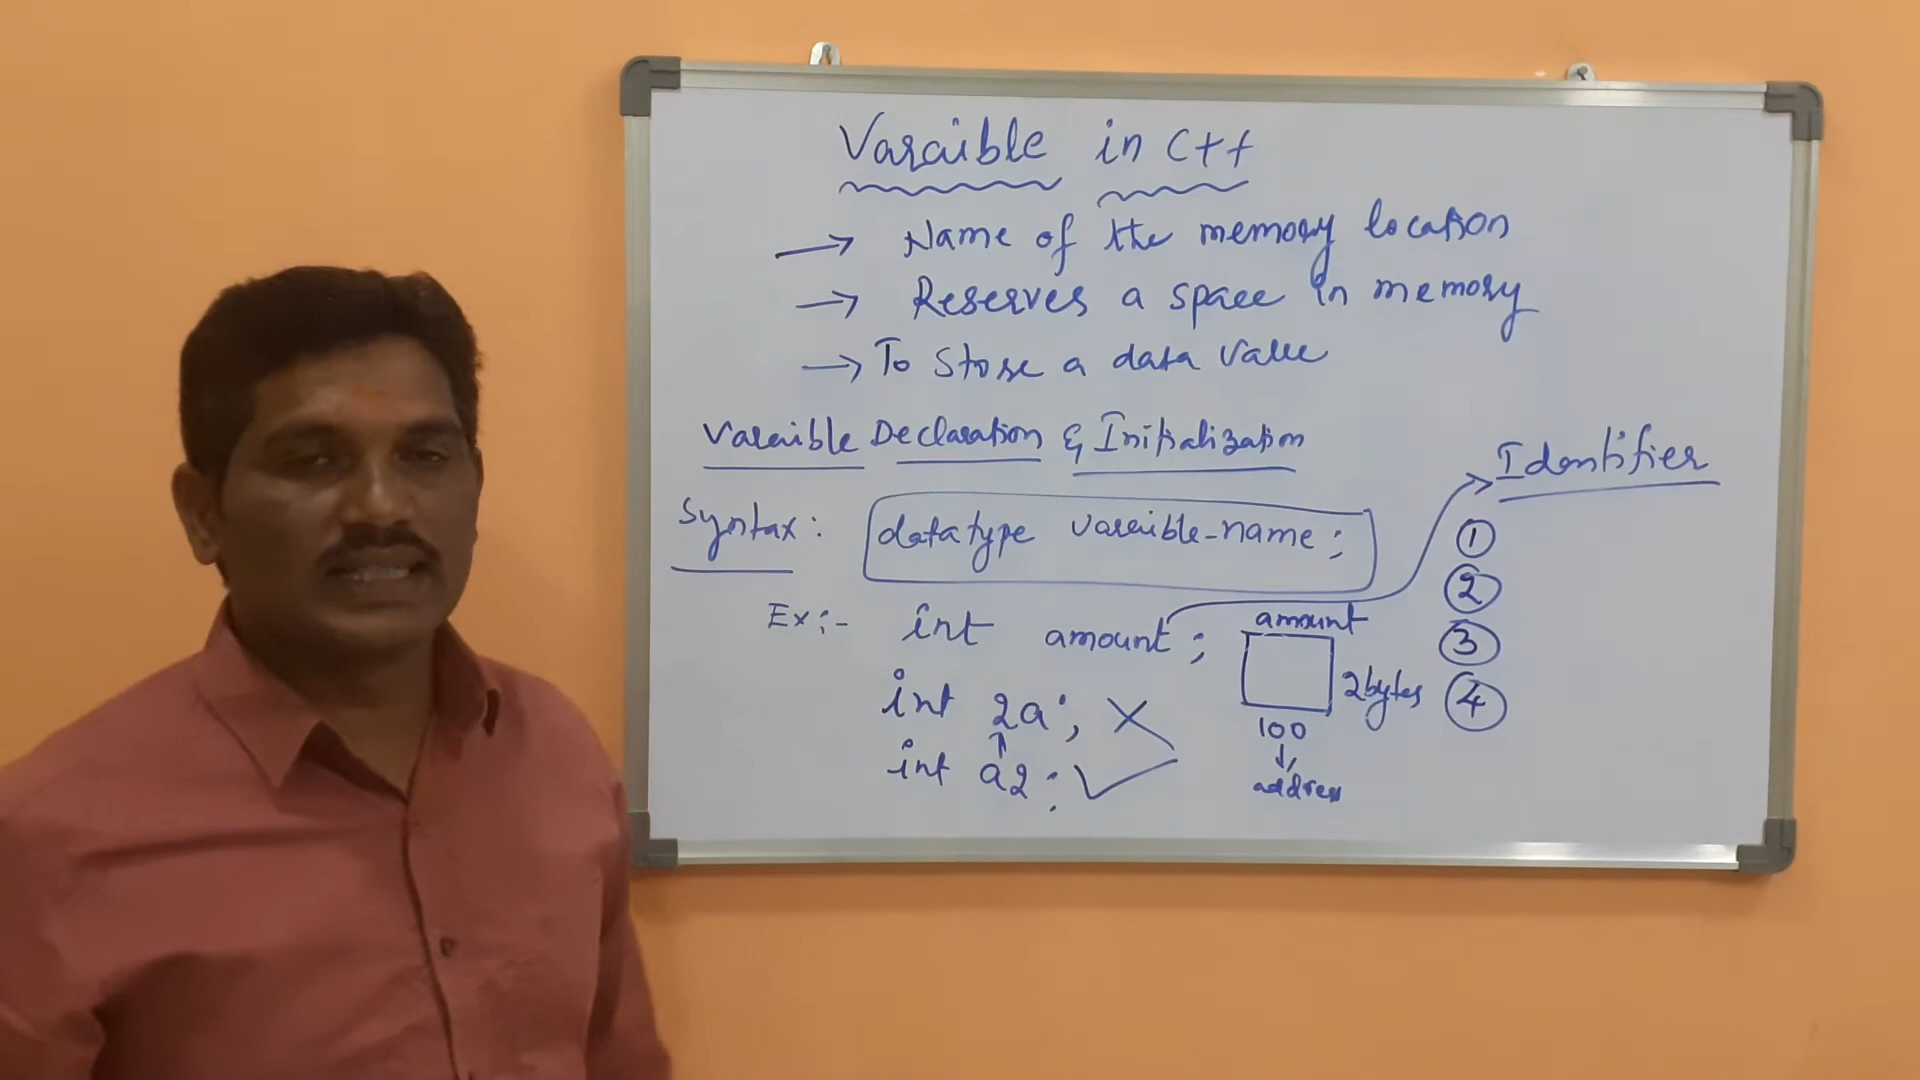 Varaible in C++
→ Name of the memory location
→ Reserves a space in memory
→ To Store a data value
Varaible Declaration & Initialization
Identifier
Syntax: datatype varaible-name;
①
②
③
④
Ex:- int amount;
amount
2bytes
100
↓
address
int 2a; X
↑
int a2; ✓